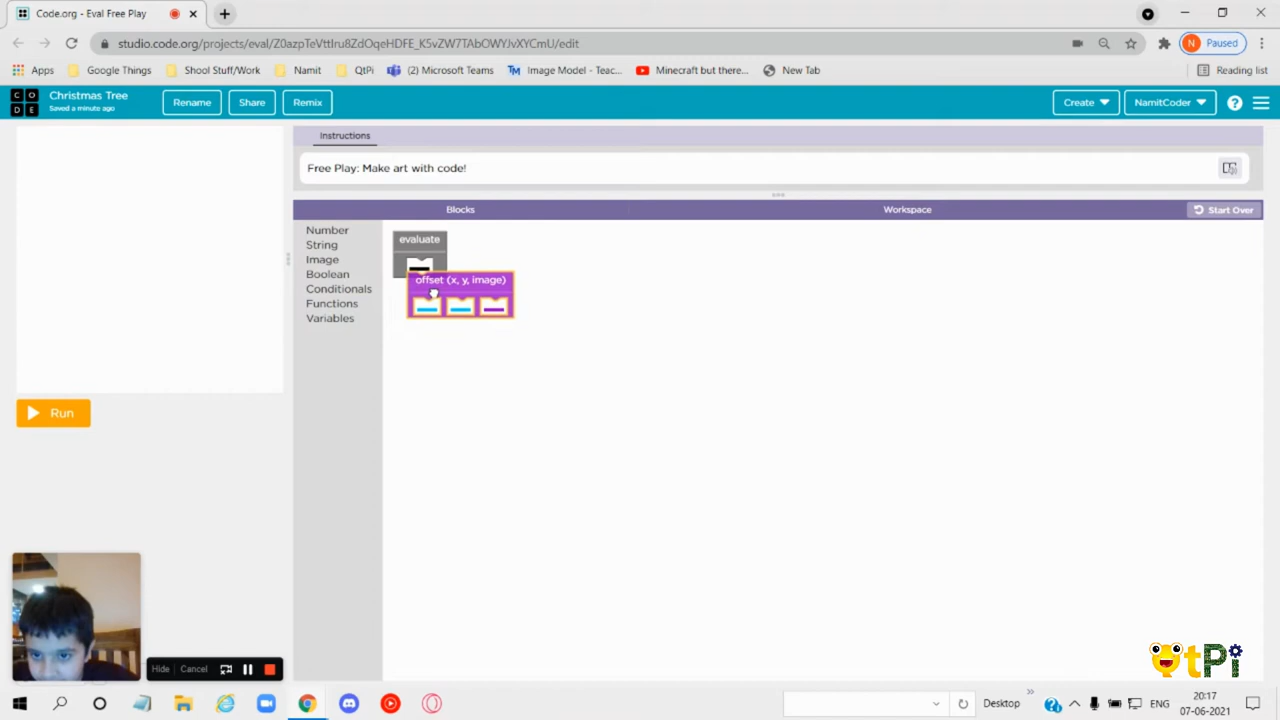 Code.org - Eval Free Play
studio.code.org/projects/eval/Z0azpTeVttIru8ZdOqeHDFE_K5vZW7TAbOWYJvXYCmU/edit
N Paused
Apps Google Things Shool Stuff/Work Namit QtPi (2) Microsoft Teams Image Model - Teac... Minecraft but there... New Tab Reading list
CODE
Christmas Tree
Saved a minute ago
Rename Share Remix Create NamitCoder
Instructions
Free Play: Make art with code!
Blocks Workspace Start Over
Number
String
Image
Boolean
Conditionals
Functions
Variables
evaluate
offset (x, y, image)
Run
Hide Cancel
QtPi
Desktop ENG
20:17
07-06-2021